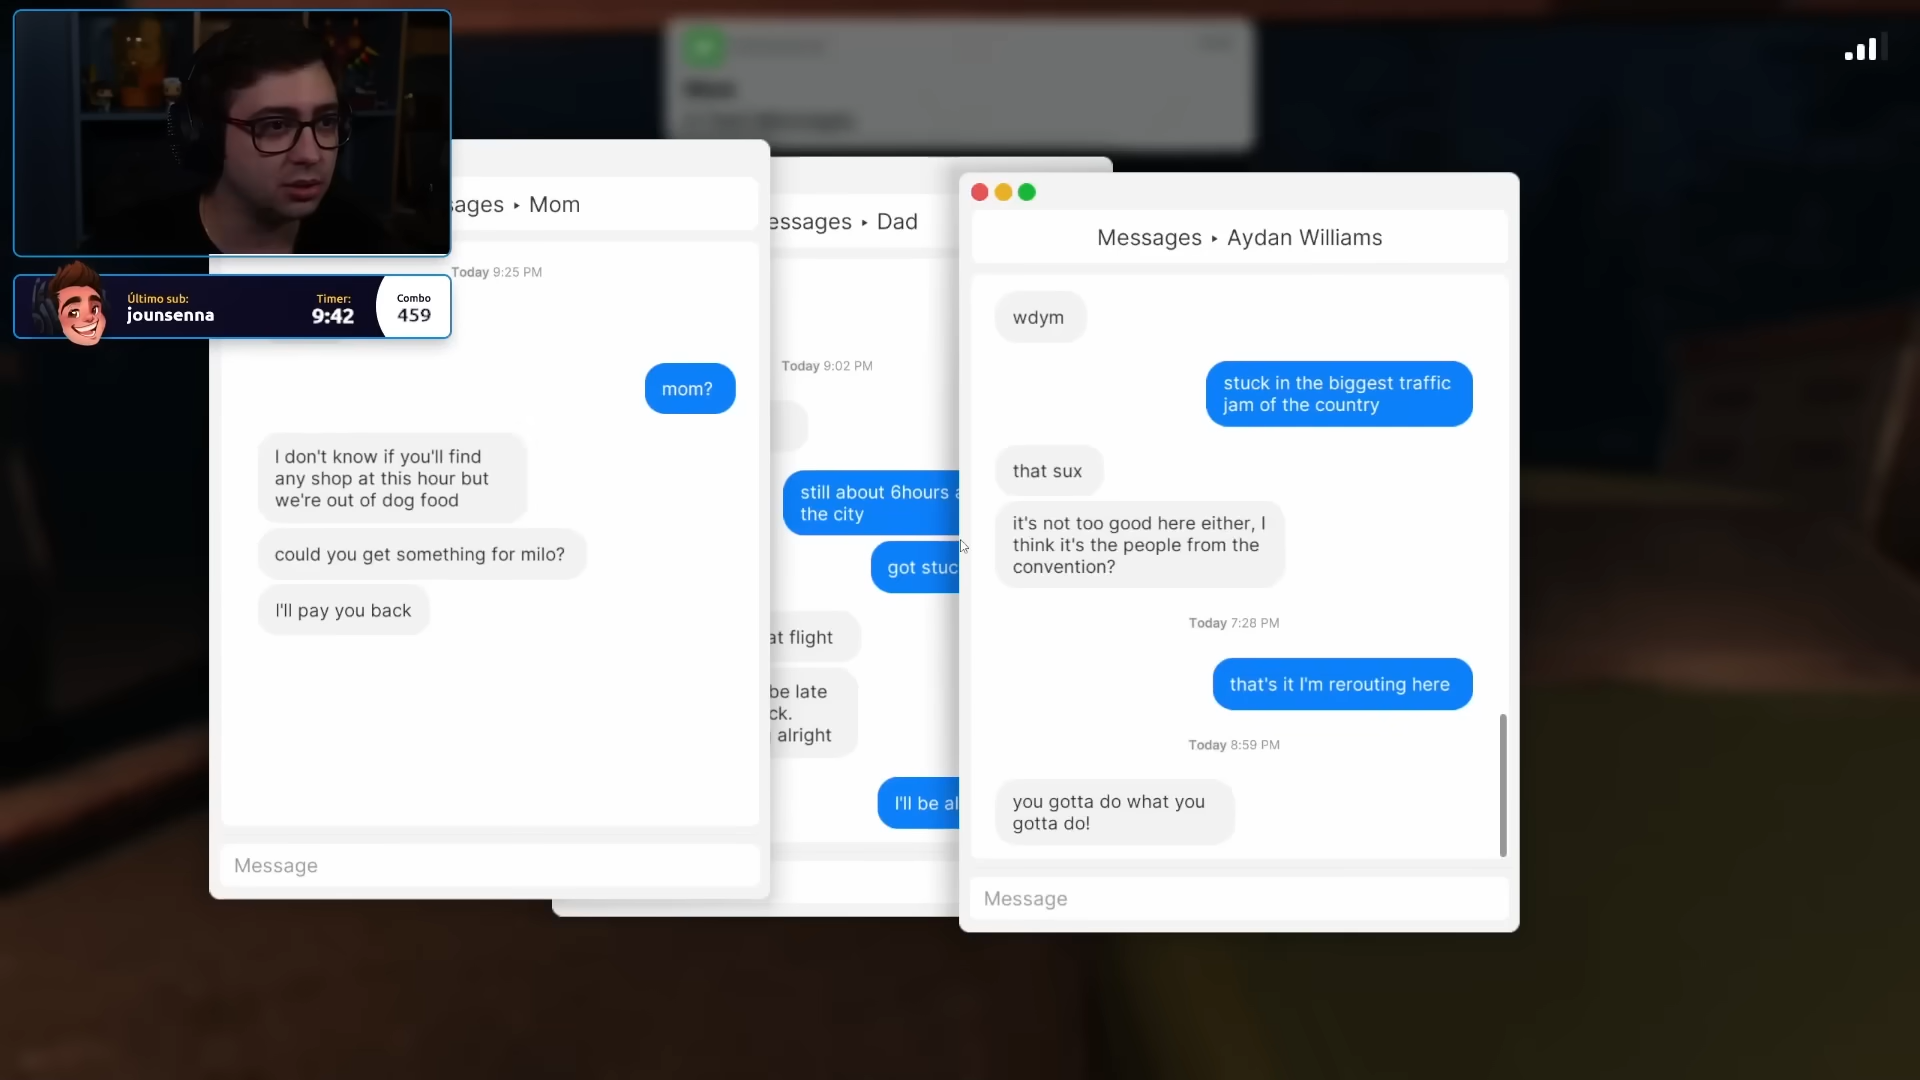 Último sub:
jounsenna
Timer:
9:42
Combo
459
sages ▸ Mom
Today 9:25 PM
mom?
I don't know if you'll find
any shop at this hour but
we're out of dog food
could you get something for milo?
I'll pay you back
Message
essages ▸ Dad
Today 9:02 PM
still about 6hours
the city
got stuc
at flight
be late
ck.
alright
I'll be al
Messages ▸ Aydan Williams
wdym
stuck in the biggest traffic
jam of the country
that sux
it's not too good here either, I
think it's the people from the
convention?
Today 7:28 PM
that's it I'm rerouting here
Today 8:59 PM
you gotta do what you
gotta do!
Message